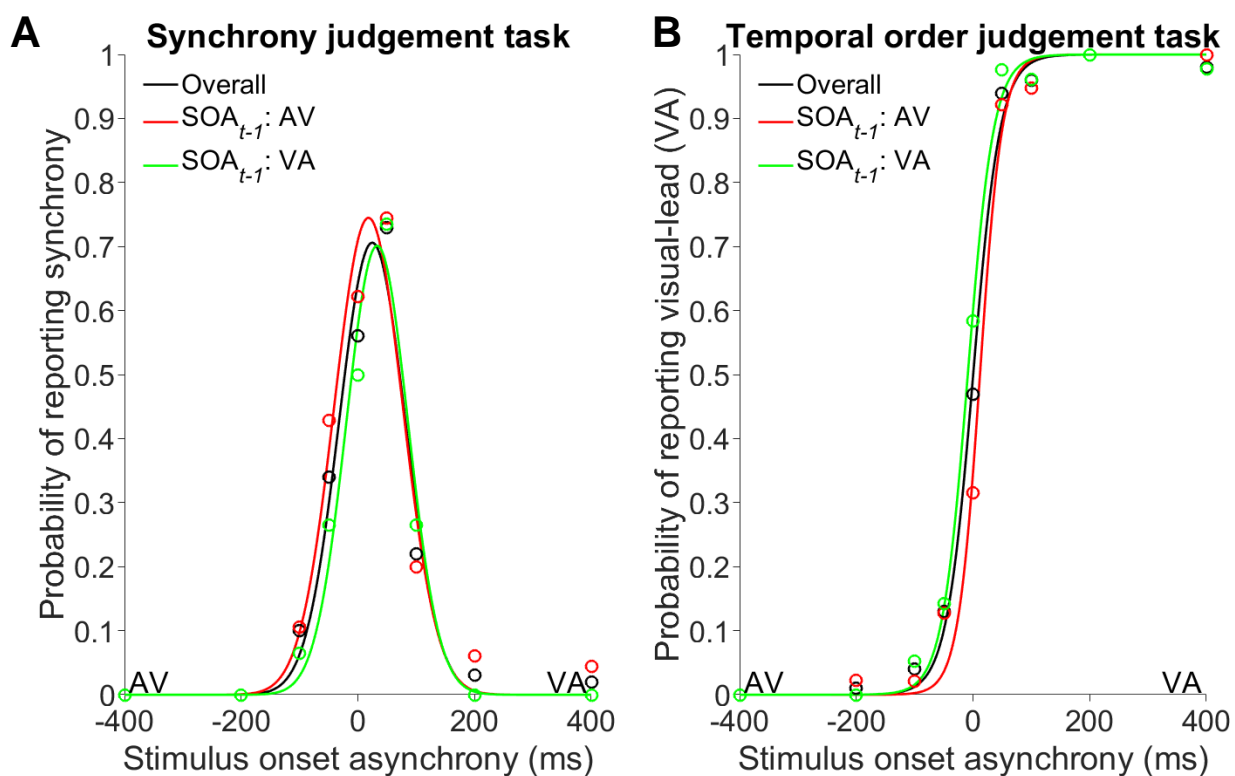 A
Synchrony judgement task
Overall
SOAt-1: AV
SOAt-1: VA
Probability of reporting synchrony
1
0.9
0.8
0.7
0.6
0.5
0.4
0.3
0.2
0.1
0
AV
VA
-400
-200
0
200
400
Stimulus onset asynchrony (ms)
B
Temporal order judgement task
Overall
SOAt-1: AV
SOAt-1: VA
Probability of reporting visual-lead (VA)
1
0.9
0.8
0.7
0.6
0.5
0.4
0.3
0.2
0.1
0
AV
VA
-400
-200
0
200
400
Stimulus onset asynchrony (ms)